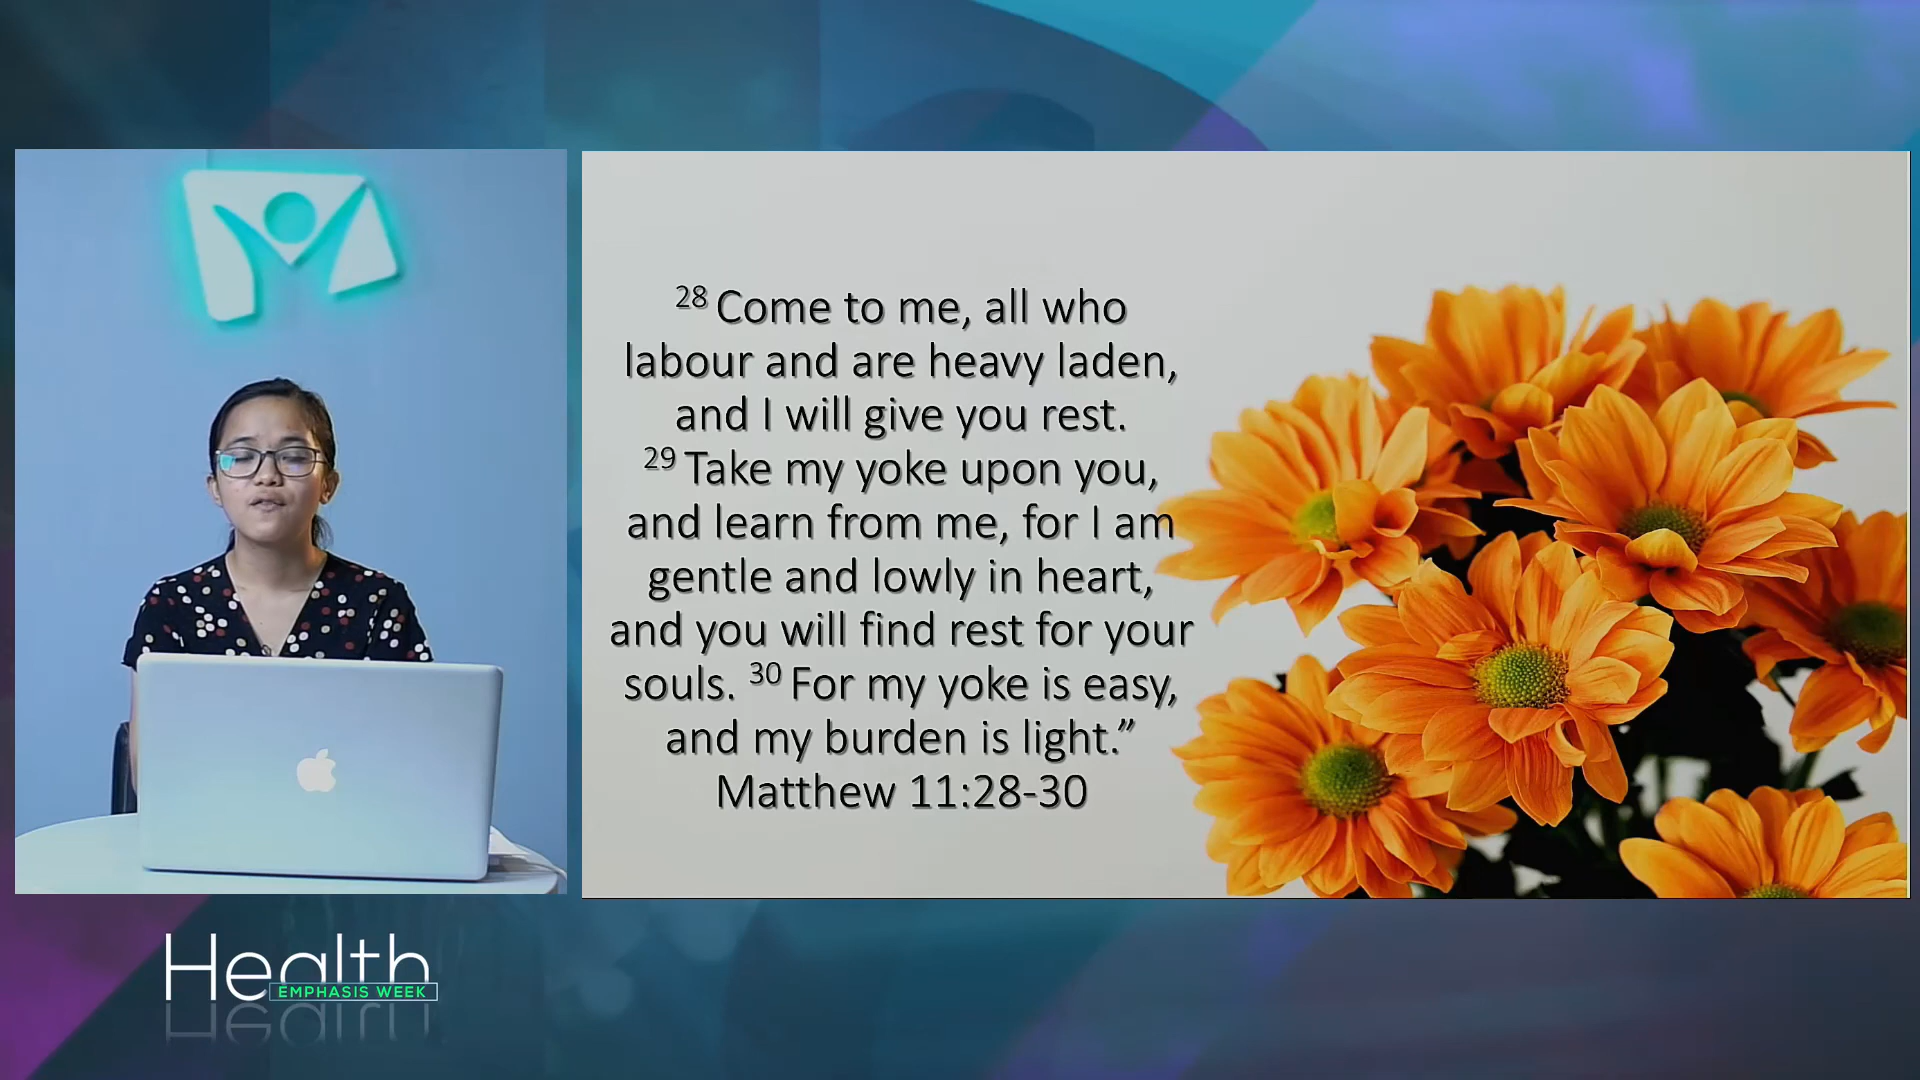 28 Come to me, all who
labour and are heavy laden,
and I will give you rest.
29 Take my yoke upon you,
and learn from me, for I am
gentle and lowly in heart,
and you will find rest for your
souls. 30 For my yoke is easy,
and my burden is light.”
Matthew 11:28-30
Health
EMPHASIS WEEK